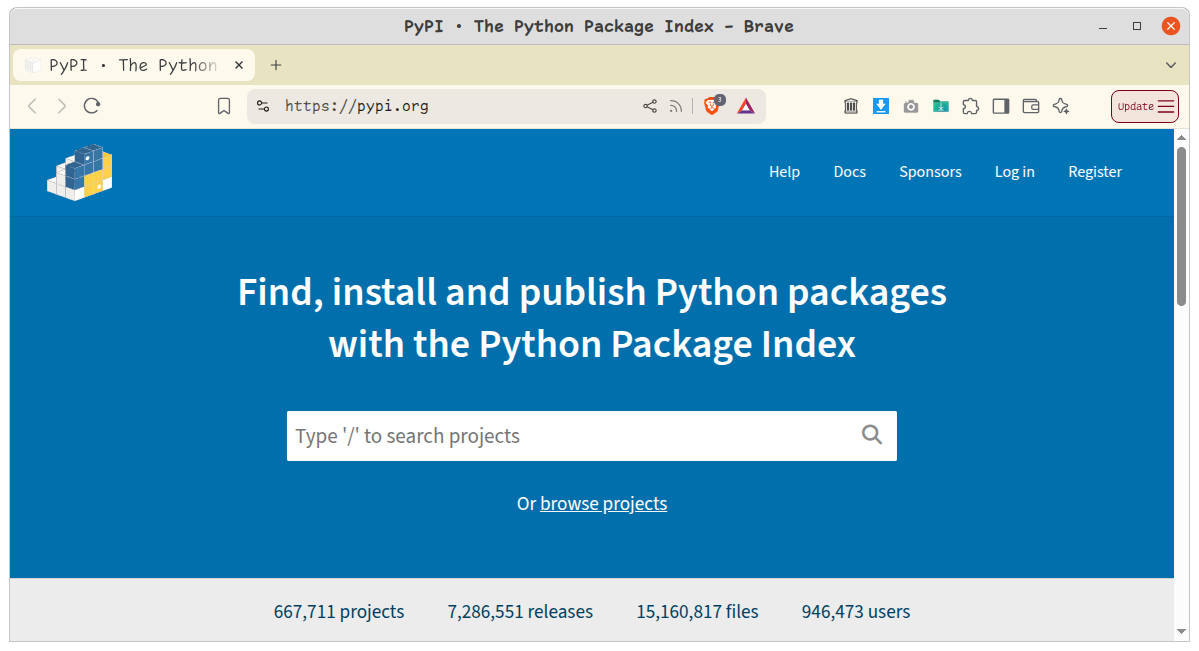 PyPI · The Python Package Index - Brave
PyPI · The Python
https://pypi.org
3
Update
Help Docs Sponsors Log in Register
Find, install and publish Python packages
with the Python Package Index
Type '/' to search projects
Or browse projects
667,711 projects 7,286,551 releases 15,160,817 files 946,473 users